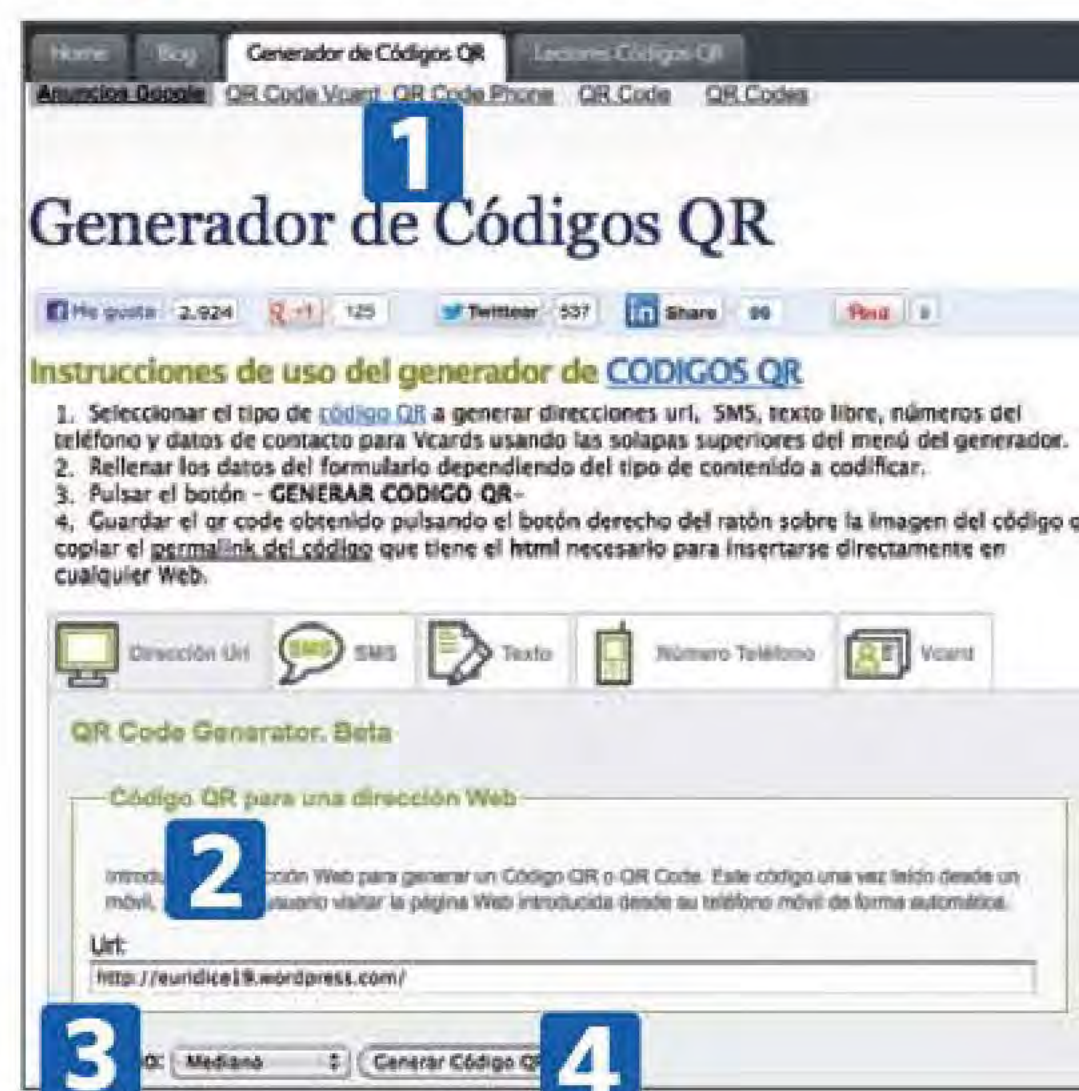 Home Blog Generador de Códigos QR Lectores Códigos QR
Anuncios Google QR Code Vcard QR Code Phone QR Code QR Codes
1
Generador de Códigos QR
Me gusta 2.924 +1 125 Twittear 537 in Share 99 Pin it
Instrucciones de uso del generador de CODIGOS QR
1. Seleccionar el tipo de código QR a generar direcciones url, SMS, texto libre, números del
teléfono y datos de contacto para Vcards usando las solapas superiores del menú del generador.
2. Rellenar los datos del formulario dependiendo del tipo de contenido a codificar.
3. Pulsar el botón - GENERAR CODIGO QR-
4. Guardar el qr code obtenido pulsando el botón derecho del ratón sobre la imagen del código
copiar el permalink del código que tiene el html necesario para insertarse directamente en
cualquier Web.
Dirección Url SMS SMS Texto Número Teléfono Vcard
QR Code Generator. Beta
Código QR para una dirección Web
2
Web para generar un Código QR o QR Code. Este código una vez leído desde un
móvil, usuario visitar la página Web introducida desde su teléfono móvil de forma automática.
Url:
http://euridice19.wordpress.com/
3 Mediano Generar Código 4